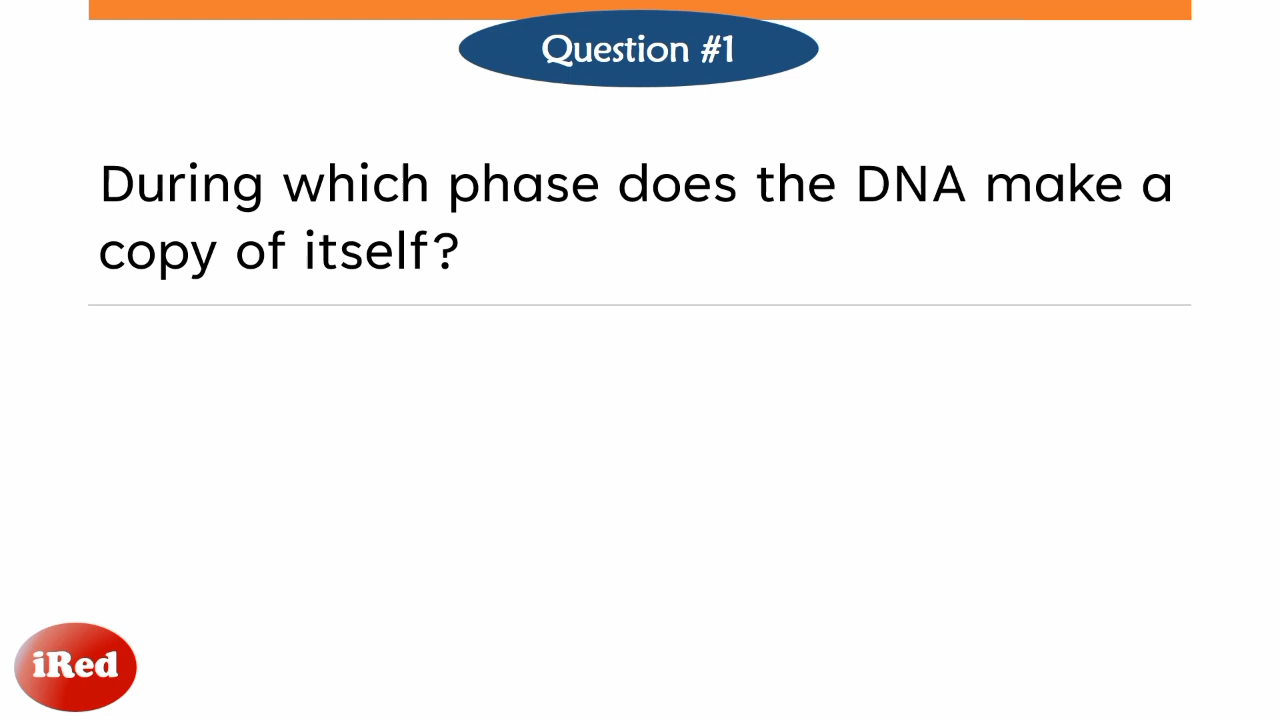 Question #1
During which phase does the DNA make a
copy of itself?
iRed